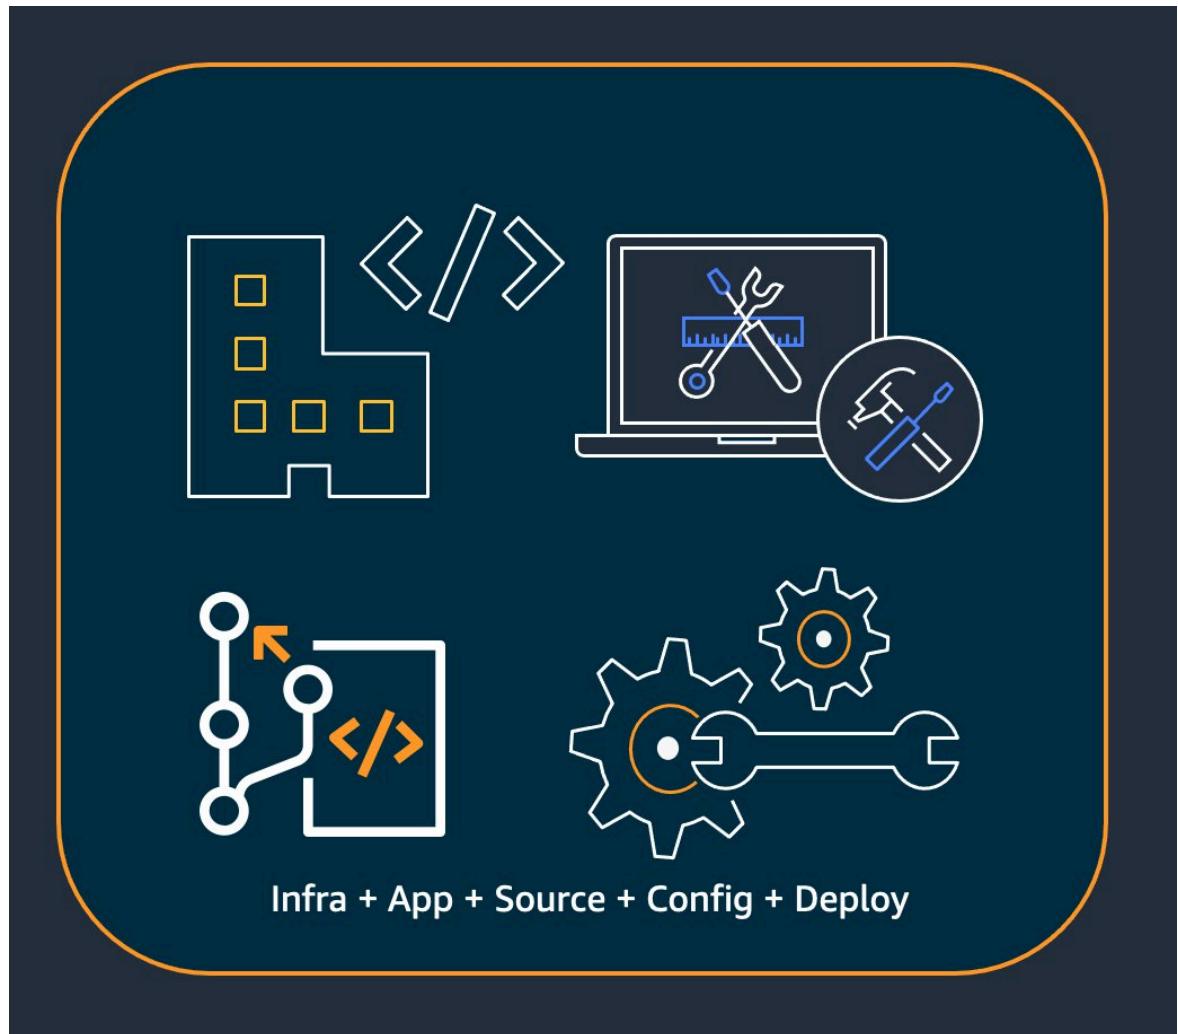 </>
</>
Infra + App + Source + Config + Deploy